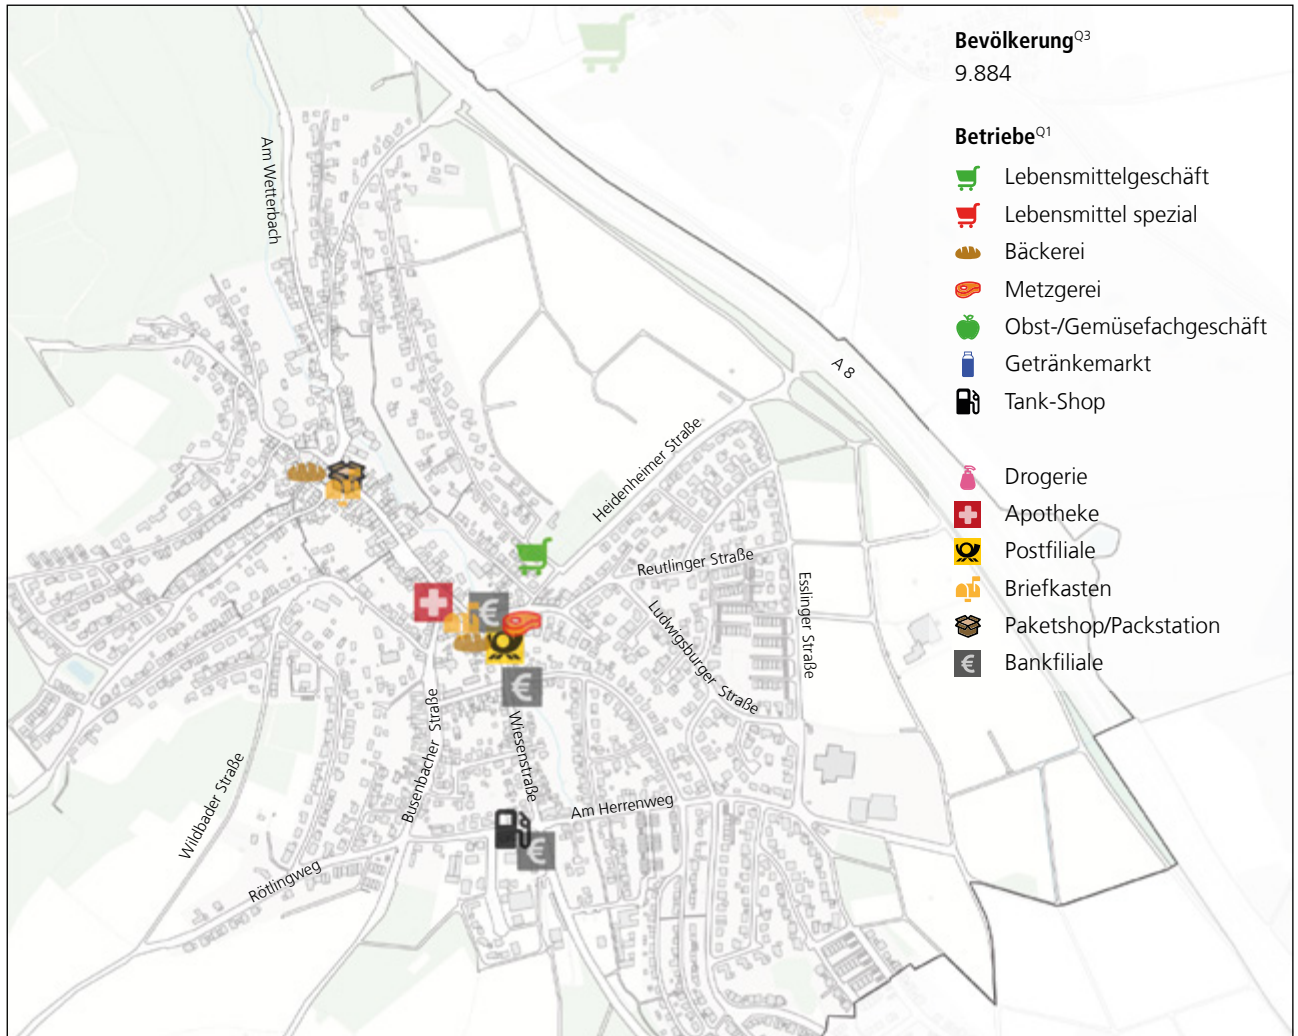 Bevölkerung Q3
9.884
Betriebe Q1
Lebensmittelgeschäft
Lebensmittel spezial
Bäckerei
Metzgerei
Obst-/Gemüsefachgeschäft
Getränkemarkt
Tank-Shop
Drogerie
Apotheke
Postfiliale
Briefkasten
Paketshop/Packstation
Bankfiliale
Am Wetterbach
A 8
Heidenheimer Straße
Reutlinger Straße
Esslinger Straße
Ludwigsburger Straße
Busenbacher Straße
Wiesenstraße
Am Herrenweg
Wildbader Straße
Rötlingweg